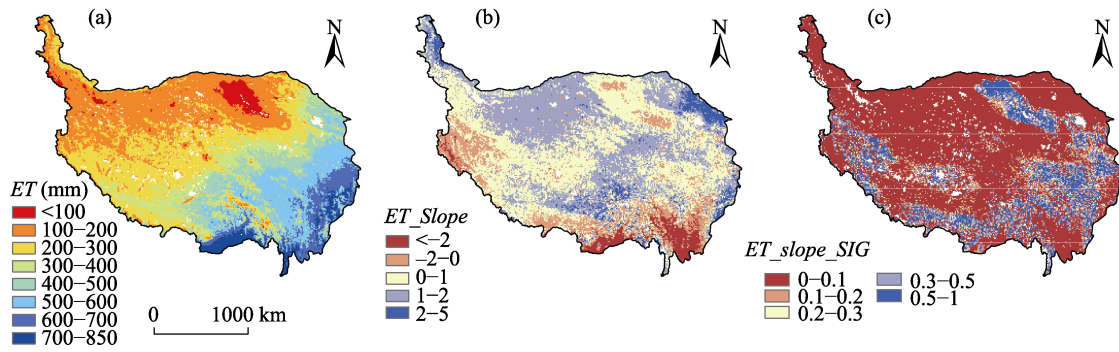 (a)
N
ET (mm)
<100
100−200
200−300
300−400
400−500
500−600
600−700
700−850
0 1000 km
(b)
N
ET_Slope
<−2
−2−0
0−1
1−2
2−5
(c)
N
ET_slope_SIG
0−0.1
0.1−0.2
0.2−0.3
0.3−0.5
0.5−1